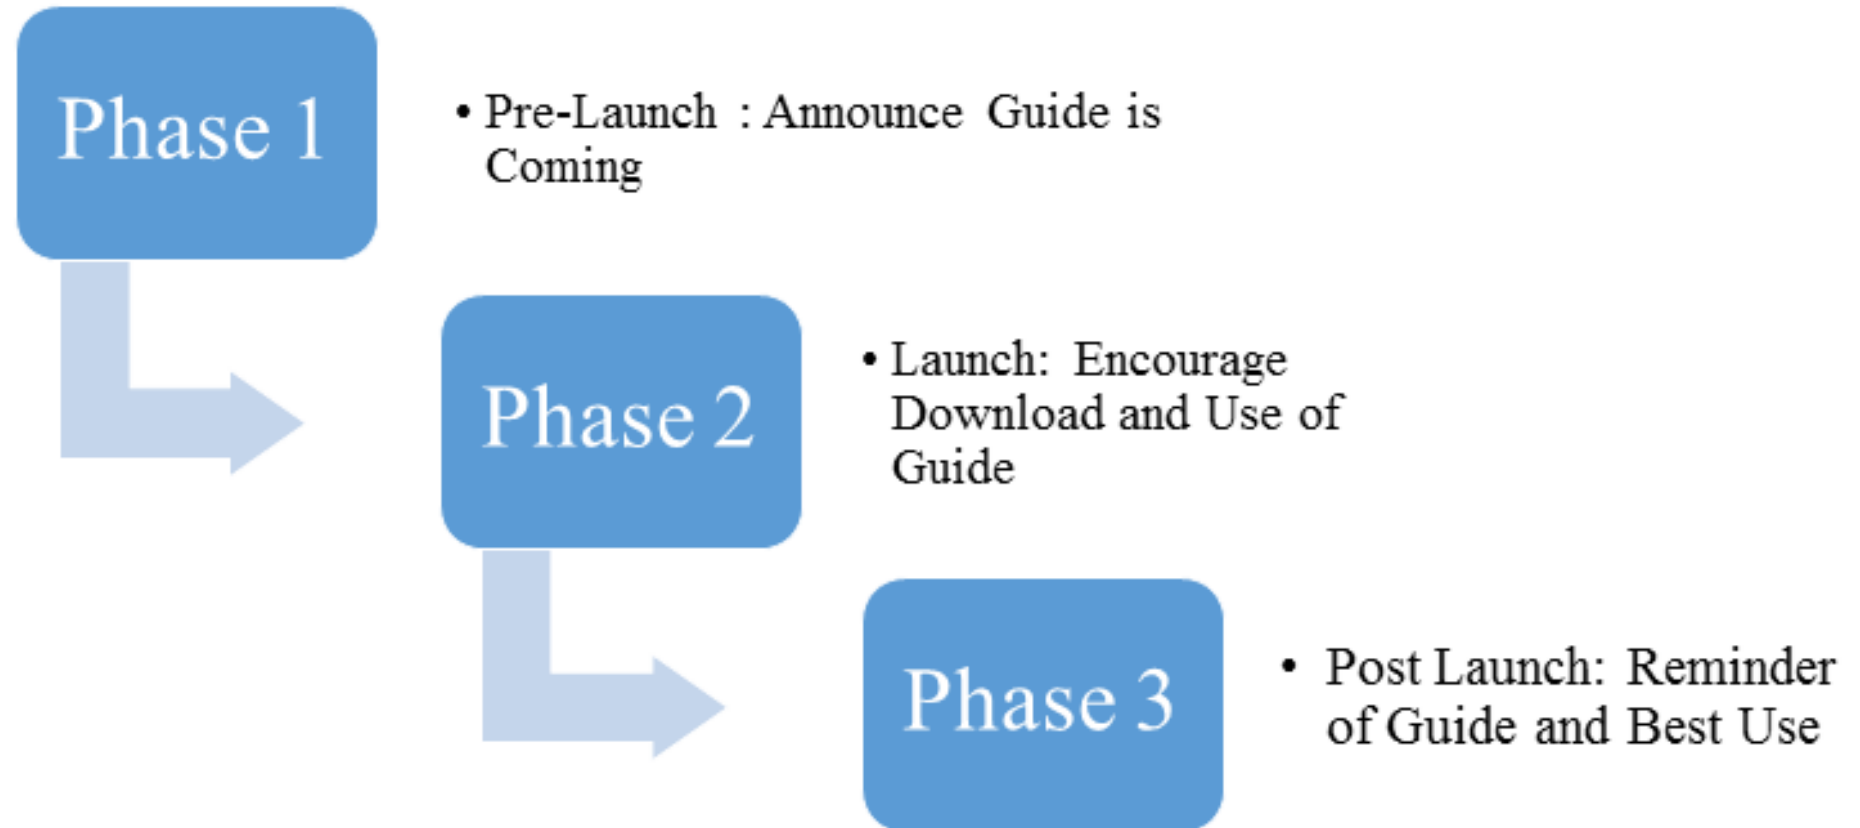 Phase 1
• Pre-Launch : Announce Guide is
Coming
Phase 2
• Launch: Encourage
Download and Use of
Guide
Phase 3
• Post Launch: Reminder
of Guide and Best Use